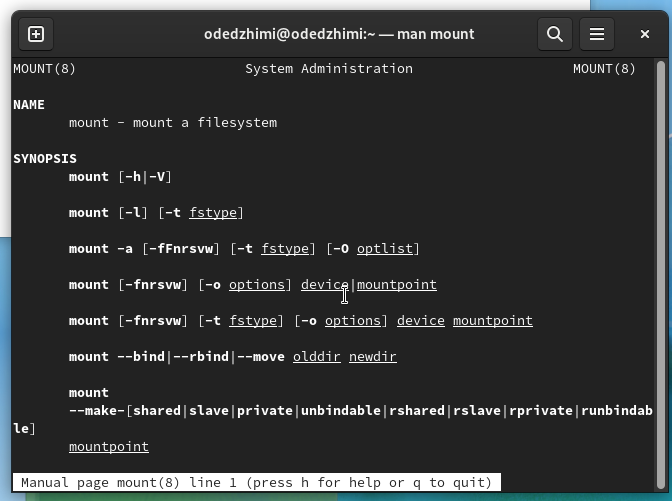 odedzhimi@odedzhimi:~ — man mount
MOUNT(8) System Administration MOUNT(8)
NAME
mount - mount a filesystem
SYNOPSIS
mount [-h|-V]
mount [-l] [-t fstype]
mount -a [-fFnrsvw] [-t fstype] [-O optlist]
mount [-fnrsvw] [-o options] device|mountpoint
mount [-fnrsvw] [-t fstype] [-o options] device mountpoint
mount --bind|--rbind|--move olddir newdir
mount
--make-[shared|slave|private|unbindable|rshared|rslave|rprivate|runbindab
le]
mountpoint
Manual page mount(8) line 1 (press h for help or q to quit)